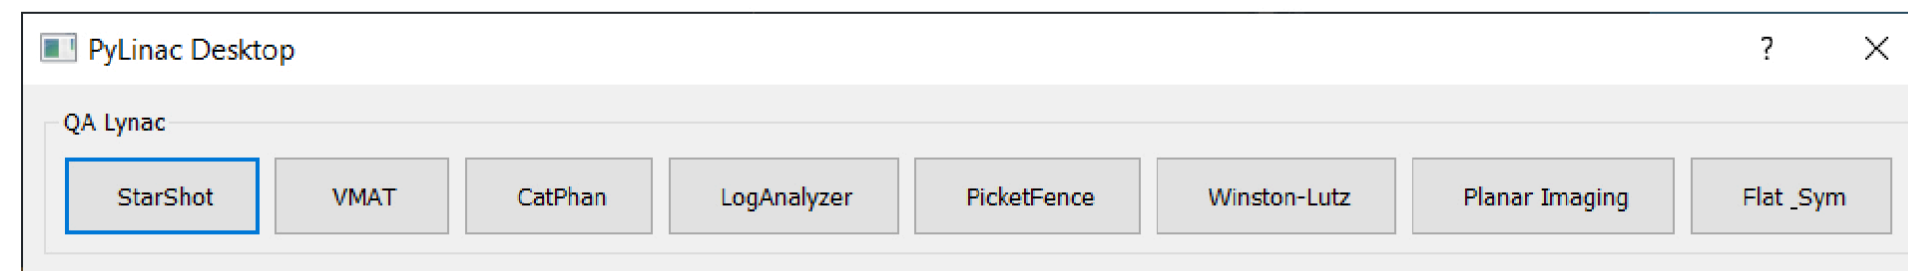 PyLinac Desktop ?
QA Lynac
StarShot VMAT CatPhan LogAnalyzer PicketFence Winston-Lutz Planar Imaging Flat _Sym